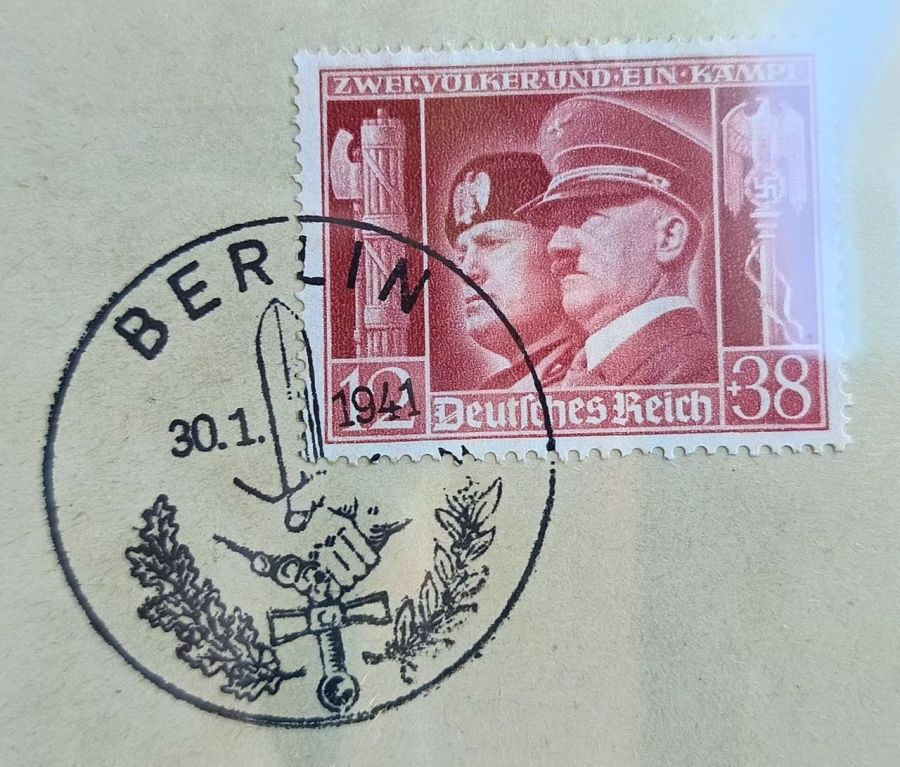 ZWEI·VÖLKER·UND·EIN·KAMPF
12 Deutsches Reich +38
BERLIN
30.1. 1941